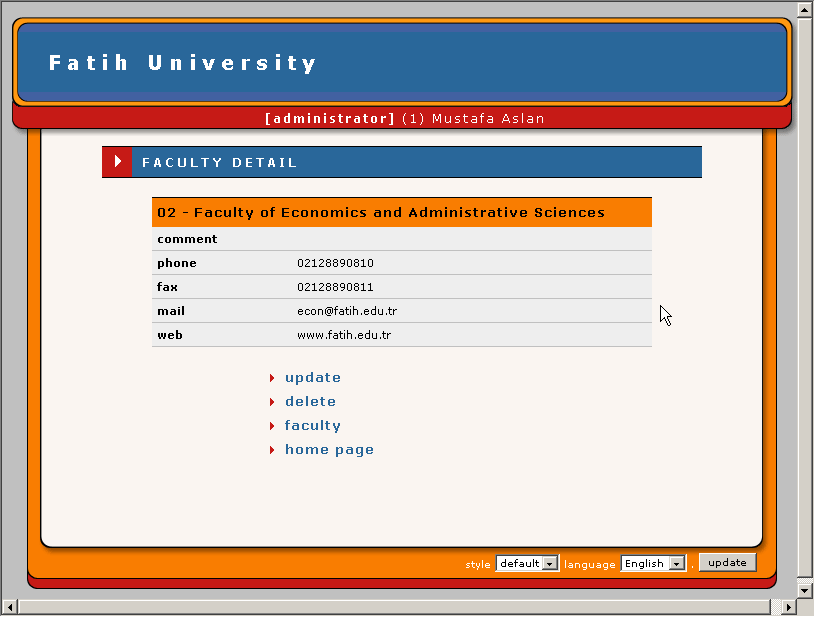 Fatih University
[administrator] (1) Mustafa Aslan
FACULTY DETAIL
02 - Faculty of Economics and Administrative Sciences
comment
phone 02128890810
fax 02128890811
mail econ@fatih.edu.tr
web www.fatih.edu.tr
update
delete
faculty
home page
style default language English . update